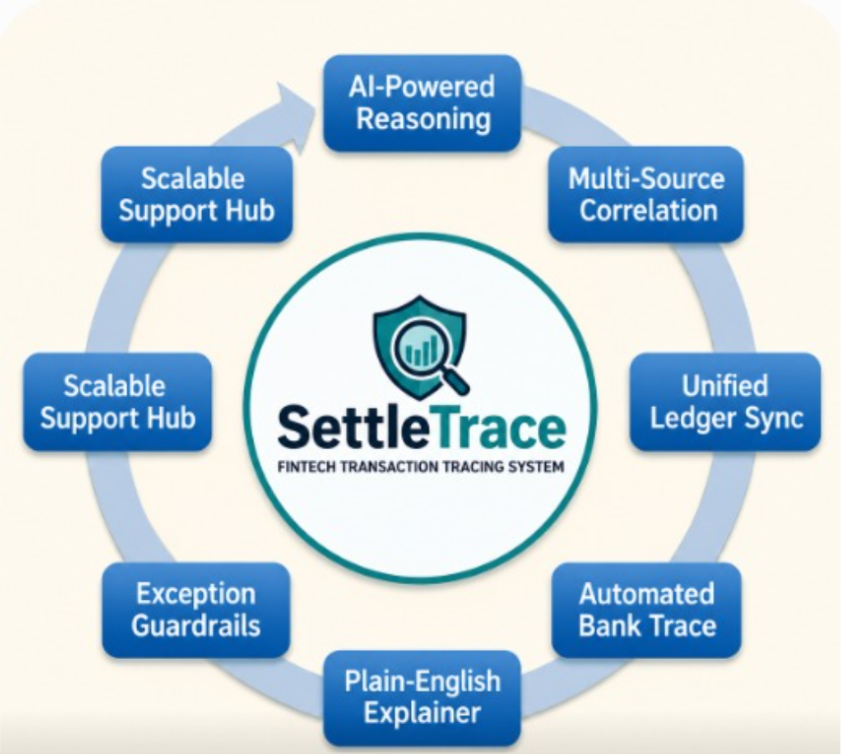 AI-Powered
Reasoning
Multi-Source
Correlation
Unified
Ledger Sync
Automated
Bank Trace
Plain-English
Explainer
Exception
Guardrails
Scalable
Support Hub
Scalable
Support Hub
SettleTrace
FINTECH TRANSACTION TRACING SYSTEM